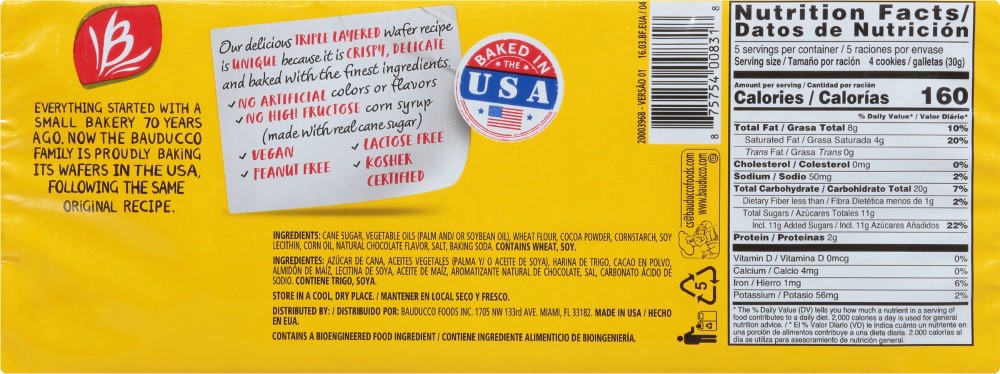 B
EVERYTHING STARTED WITH A
SMALL BAKERY 70 YEARS
AGO. NOW THE BAUDUCCO
FAMILY IS PROUDLY BAKING
ITS WAFERS IN THE USA,
FOLLOWING THE SAME
ORIGINAL RECIPE.
Our delicious TRIPLE LAYERED wafer recipe
is UNIQUE because it is CRISPY, DELICATE
and baked with the finest ingredients.
✓ NO ARTIFICIAL colors or flavors
✓ NO HIGH FRUCTOSE corn syrup
(made with real cane sugar)
✓ VEGAN
✓ PEANUT FREE
✓ LACTOSE FREE
✓ KOSHER
CERTIFIED
BAKED IN
★ THE ★
USA
INGREDIENTS: CANE SUGAR, VEGETABLE OILS (PALM AND/ OR SOYBEAN OIL), WHEAT FLOUR, COCOA POWDER, CORNSTARCH, SOY
LECITHIN, CORN OIL, NATURAL CHOCOLATE FLAVOR, SALT, BAKING SODA. CONTAINS WHEAT, SOY.
INGREDIENTES: AZÚCAR DE CANA, ACEITES VEGETALES (PALMA Y/ O ACEITE DE SOYA), HARINA DE TRIGO, CACAO EN POLVO,
ALMIDÓN DE MAÍZ, LECITINA DE SOYA, ACEITE DE MAÍZ, AROMATIZANTE NATURAL DE CHOCOLATE, SAL, CARBONATO ÁCIDO DE
SODIO. CONTIENE TRIGO, SOYA.
STORE IN A COOL, DRY PLACE. / MANTENER EN LOCAL SECO Y FRESCO.
DISTRIBUTED BY: / DISTRIBUIDO POR: BAUDUCCO FOODS INC. 1705 NW 133rd AVE. MIAMI, FL 33182. MADE IN USA / HECHO
EN EUA.
CONTAINS A BIOENGINEERED FOOD INGREDIENT / CONTIENE INGREDIENTE ALIMENTICIO DE BIOINGENIERÍA.
20003968 - VERSÃO 01 16.03.BF.EUA / 04
8 75754 00831 8
cs@bauduccofoods.com
www.bauducco.com
5
Nutrition Facts/
Datos de Nutrición
5 servings per container / 5 raciones por envase
Serving size / Tamaño por ración 4 cookies / galletas (30g)
Amount per serving / Cantidad por ración
Calories / Calorías 160
% Daily Value* / Valor Diário*
Total Fat / Grasa Total 8g 10%
Saturated Fat / Grasa Saturada 4g 20%
Trans Fat / Grasa Trans 0g
Cholesterol / Colesterol 0mg 0%
Sodium / Sodio 50mg 2%
Total Carbohydrate / Carbohidrato Total 20g 7%
Dietary Fiber less than / Fibra Dietética menos de 1g 2%
Total Sugars / Azúcares Totales 11g
Incl. 11g Added Sugars / Incl. 11g Azúcares Añadidos 22%
Protein / Proteínas 2g
Vitamin D / Vitamina D 0mcg 0%
Calcium / Calcio 4mg 0%
Iron / Hierro 1mg 6%
Potassium / Potasio 56mg 2%
* The % Daily Value (DV) tells you how much a nutrient in a serving of
food contributes to a daily diet. 2,000 calories a day is used for general
nutrition advice. / * El % Valor Diario (VD) le indica cuánto un nutriente en
una porción de alimentos contribuye a una dieta diaria. 2.000 calorías al
día se utiliza para asesoramiento de nutrición general.